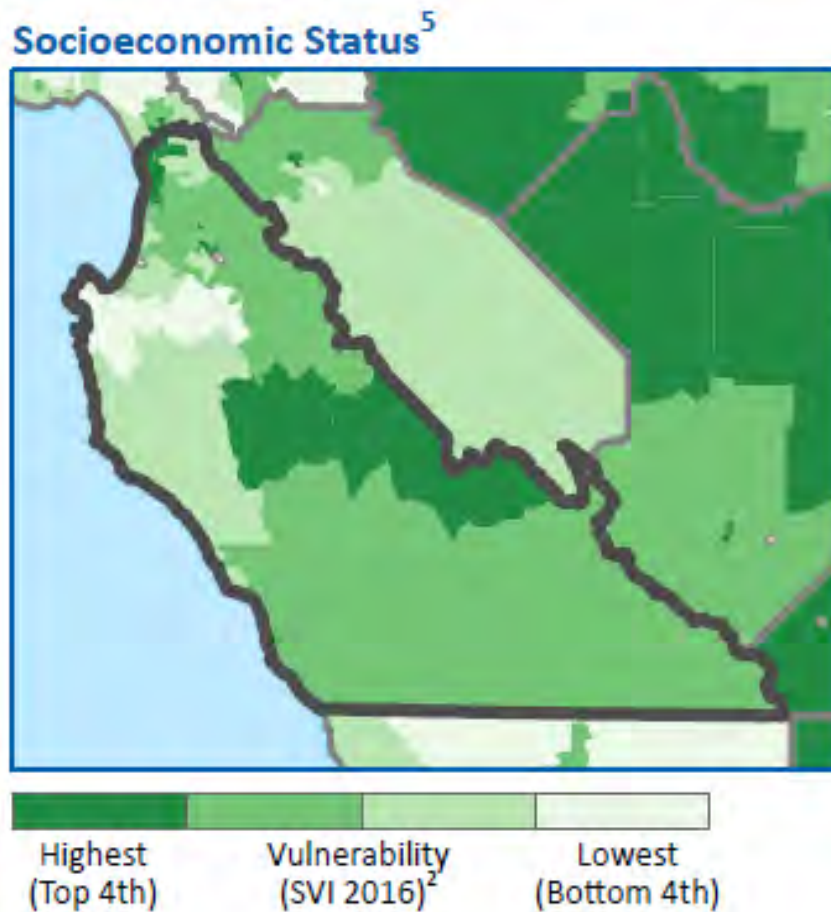 Socioeconomic Status5
Highest Vulnerability Lowest
(Top 4th) (SVI 2016)2 (Bottom 4th)